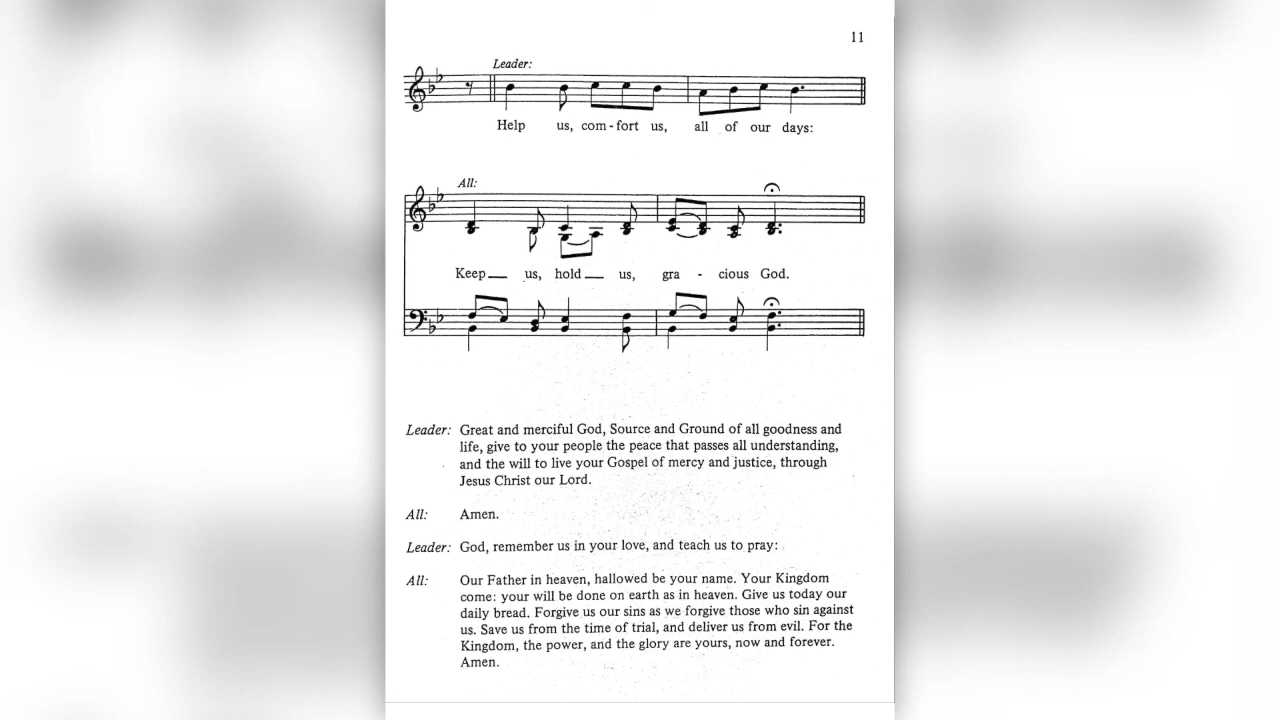 11
Leader:
Help us, com - fort us, all of our days:
All:
Keep us, hold us, gra - cious God.
Leader: Great and merciful God, Source and Ground of all goodness and
life, give to your people the peace that passes all understanding,
and the will to live your Gospel of mercy and justice, through
Jesus Christ our Lord.
All: Amen.
Leader: God, remember us in your love, and teach us to pray:
All: Our Father in heaven, hallowed be your name. Your Kingdom
come: your will be done on earth as in heaven. Give us today our
daily bread. Forgive us our sins as we forgive those who sin against
us. Save us from the time of trial, and deliver us from evil. For the
Kingdom, the power, and the glory are yours, now and forever.
Amen.